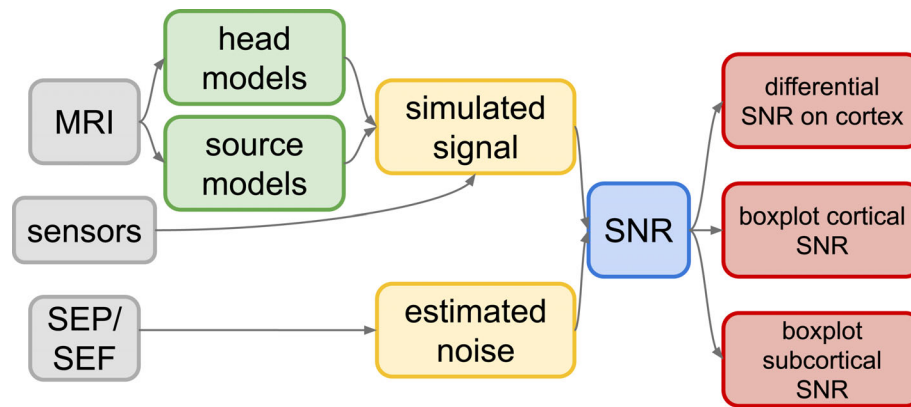 head
models
MRI
source
models
sensors
SEP/
SEF
simulated
signal
estimated
noise
SNR
differential
SNR on cortex
boxplot cortical
SNR
boxplot
subcortical
SNR